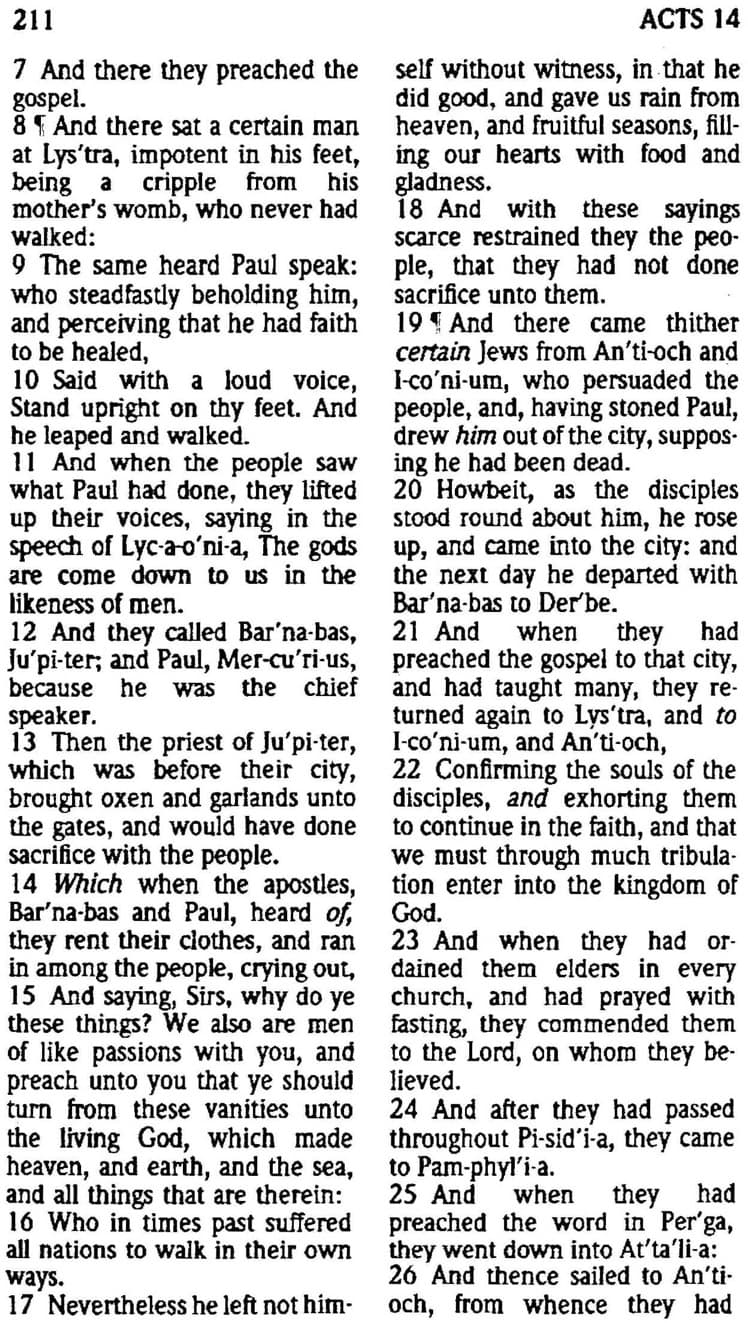 211
ACTS 14
7 And there they preached the
gospel.
8 ¶ And there sat a certain man
at Lys'tra, impotent in his feet,
being a cripple from his
mother's womb, who never had
walked:
9 The same heard Paul speak:
who steadfastly beholding him,
and perceiving that he had faith
to be healed,
10 Said with a loud voice,
Stand upright on thy feet. And
he leaped and walked.
11 And when the people saw
what Paul had done, they lifted
up their voices, saying in the
speech of Lyc-a-o'ni-a, The gods
are come down to us in the
likeness of men.
12 And they called Bar'na-bas,
Ju'pi-ter; and Paul, Mer-cu'ri-us,
because he was the chief
speaker.
13 Then the priest of Ju'pi-ter,
which was before their city,
brought oxen and garlands unto
the gates, and would have done
sacrifice with the people.
14 Which when the apostles,
Bar'na-bas and Paul, heard of,
they rent their clothes, and ran
in among the people, crying out,
15 And saying, Sirs, why do ye
these things? We also are men
of like passions with you, and
preach unto you that ye should
turn from these vanities unto
the living God, which made
heaven, and earth, and the sea,
and all things that are therein:
16 Who in times past suffered
all nations to walk in their own
ways.
17 Nevertheless he left not him-
self without witness, in that he
did good, and gave us rain from
heaven, and fruitful seasons, fill-
ing our hearts with food and
gladness.
18 And with these sayings
scarce restrained they the peo-
ple, that they had not done
sacrifice unto them.
19 ¶ And there came thither
certain Jews from An'ti-och and
I-co'ni-um, who persuaded the
people, and, having stoned Paul,
drew him out of the city, suppos-
ing he had been dead.
20 Howbeit, as the disciples
stood round about him, he rose
up, and came into the city: and
the next day he departed with
Bar'na-bas to Der'be.
21 And when they had
preached the gospel to that city,
and had taught many, they re-
turned again to Lys'tra, and to
I-co'ni-um, and An'ti-och,
22 Confirming the souls of the
disciples, and exhorting them
to continue in the faith, and that
we must through much tribula-
tion enter into the kingdom of
God.
23 And when they had or-
dained them elders in every
church, and had prayed with
fasting, they commended them
to the Lord, on whom they be-
lieved.
24 And after they had passed
throughout Pi-sid'i-a, they came
to Pam-phyl'i-a.
25 And when they had
preached the word in Per'ga,
they went down into At'ta'li-a:
26 And thence sailed to An'ti-
och, from whence they had